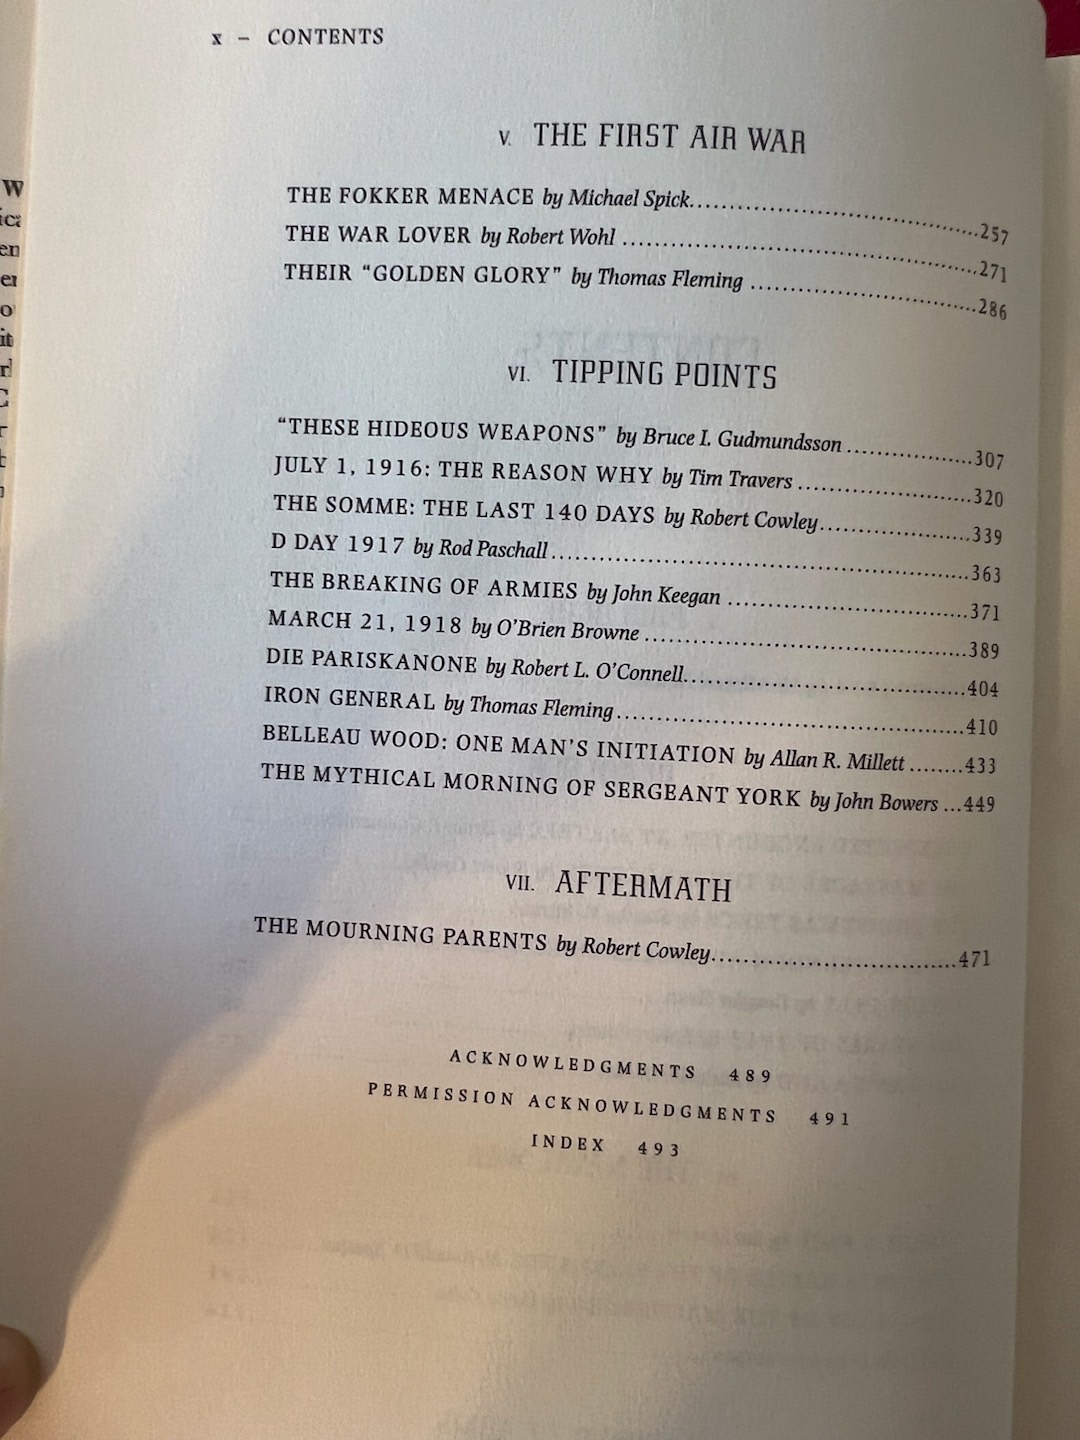 x – CONTENTS
V. THE FIRST AIR WAR
THE FOKKER MENACE by Michael Spick..............................257
THE WAR LOVER by Robert Wohl ..............................271
THEIR “GOLDEN GLORY” by Thomas Fleming ..............................286
VI. TIPPING POINTS
“THESE HIDEOUS WEAPONS” by Bruce I. Gudmundsson ....................307
JULY 1, 1916: THE REASON WHY by Tim Travers ....................320
THE SOMME: THE LAST 140 DAYS by Robert Cowley....................339
D DAY 1917 by Rod Paschall..............................363
THE BREAKING OF ARMIES by John Keegan ..............................371
MARCH 21, 1918 by O’Brien Browne ..............................389
DIE PARISKANONE by Robert L. O’Connell..............................404
IRON GENERAL by Thomas Fleming..............................410
BELLEAU WOOD: ONE MAN’S INITIATION by Allan R. Millett ........433
THE MYTHICAL MORNING OF SERGEANT YORK by John Bowers ...449
VII. AFTERMATH
THE MOURNING PARENTS by Robert Cowley..............................471
ACKNOWLEDGMENTS 489
PERMISSION ACKNOWLEDGMENTS 491
INDEX 493